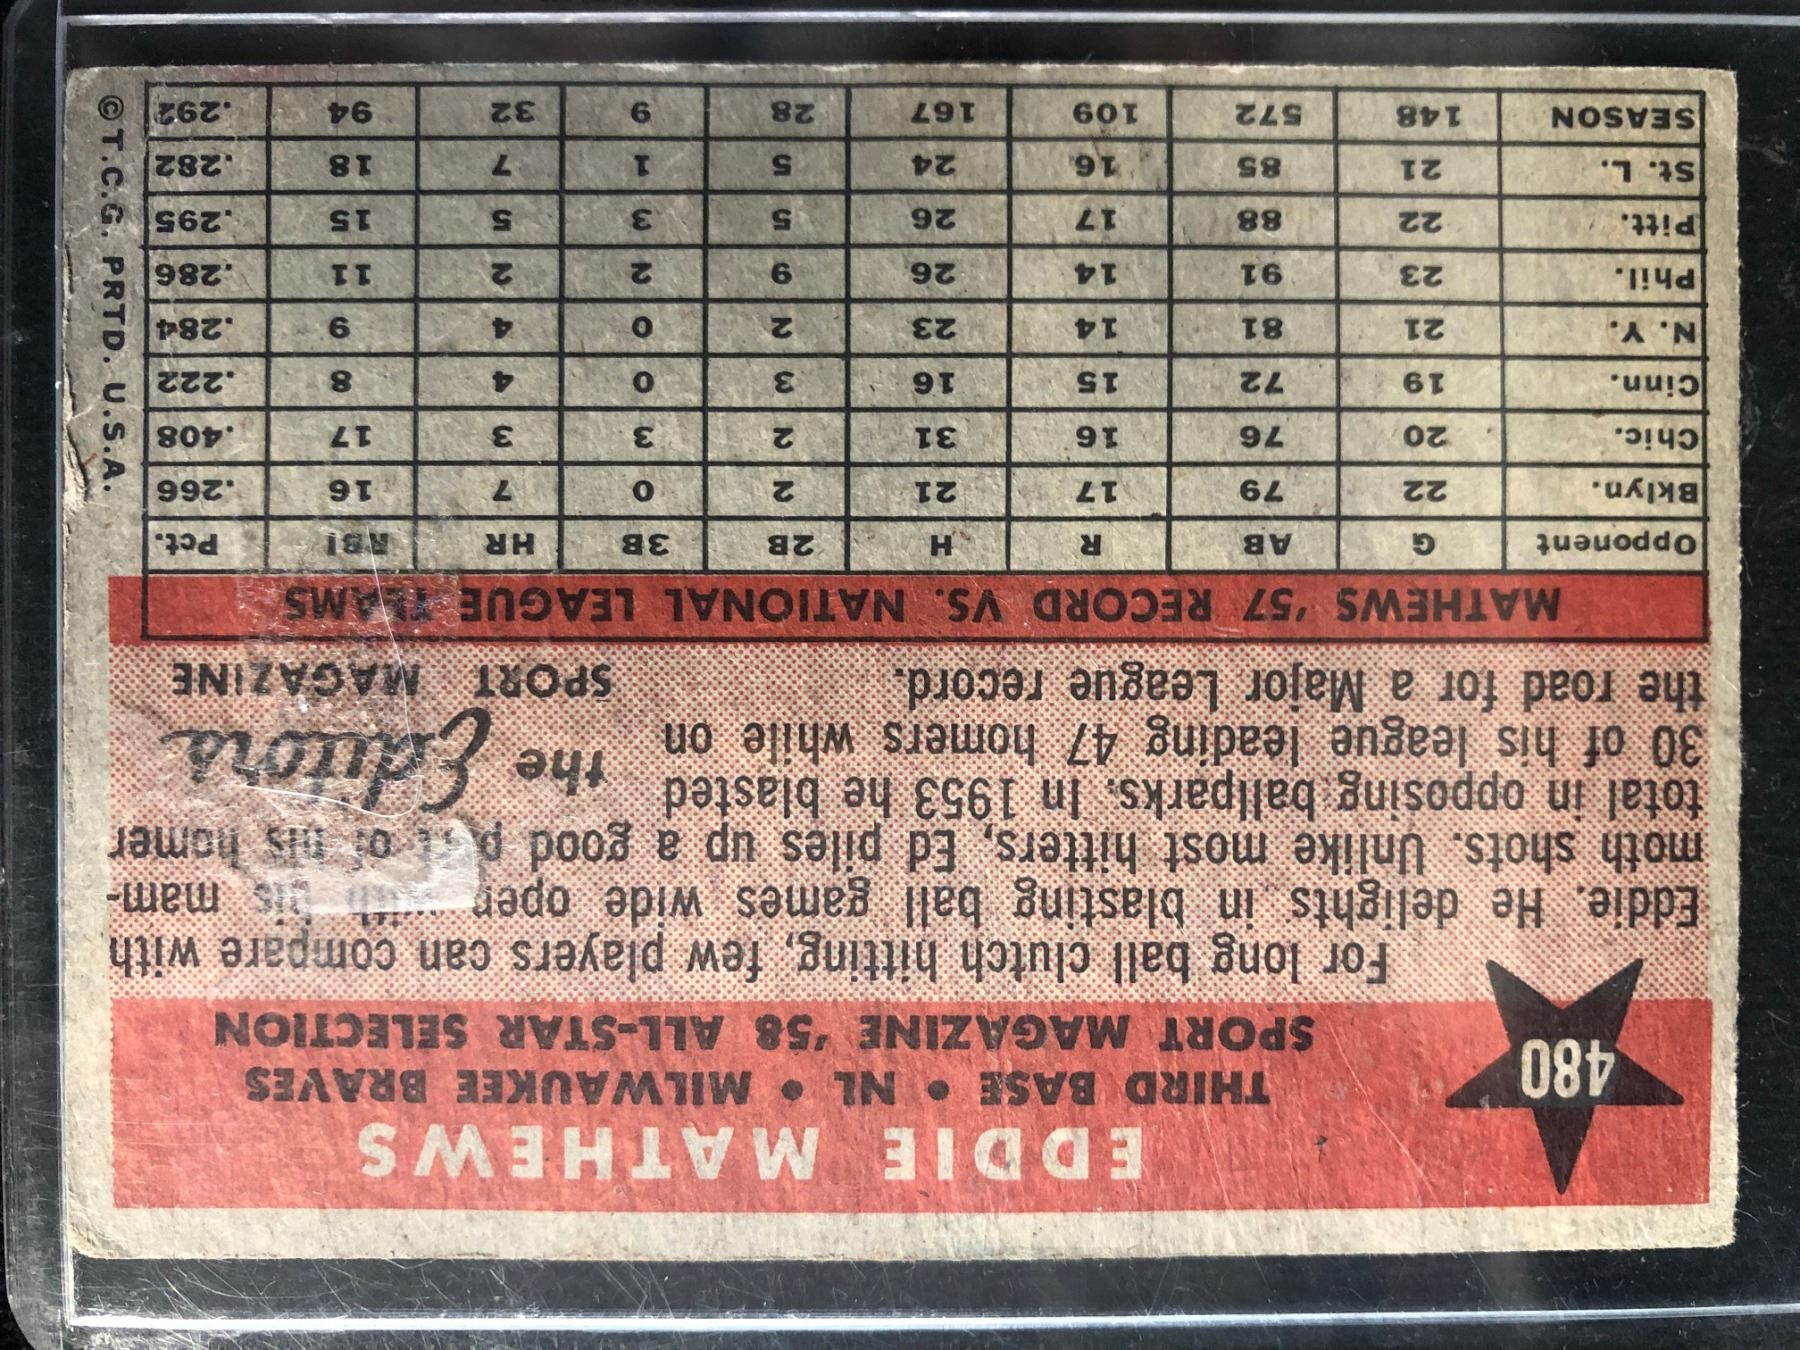 480
EDDIE MATHEWS
THIRD BASE • NL • MILWAUKEE BRAVES
SPORT MAGAZINE '58 ALL-STAR SELECTION
For long ball clutch hitting, few players can compare with
Eddie. He delights in blasting ball games wide open with his mam-
moth shots. Unlike most hitters, Ed piles up a good part of his homer
total in opposing ballparks. In 1953 he blasted
30 of his league leading 47 homers while on
the road for a Major League record.
the Editors
SPORT MAGAZINE
MATHEWS '57 RECORD VS. NATIONAL LEAGUE TEAMS
Opponent G AB R H 2B 3B HR RBI Pct.
Bklyn. 22 79 17 21 2 0 7 16 .266
Chic. 20 76 16 31 2 3 3 17 .408
Cinn. 19 72 15 16 3 0 4 8 .222
N. Y. 21 81 14 23 2 0 4 9 .284
Phil. 23 91 14 26 9 2 2 11 .286
Pitt. 22 88 17 26 5 3 5 15 .295
St. L. 21 85 16 24 5 1 7 18 .282
SEASON 148 572 109 167 28 9 32 94 .292
© T.C.G. PRTD. U.S.A.